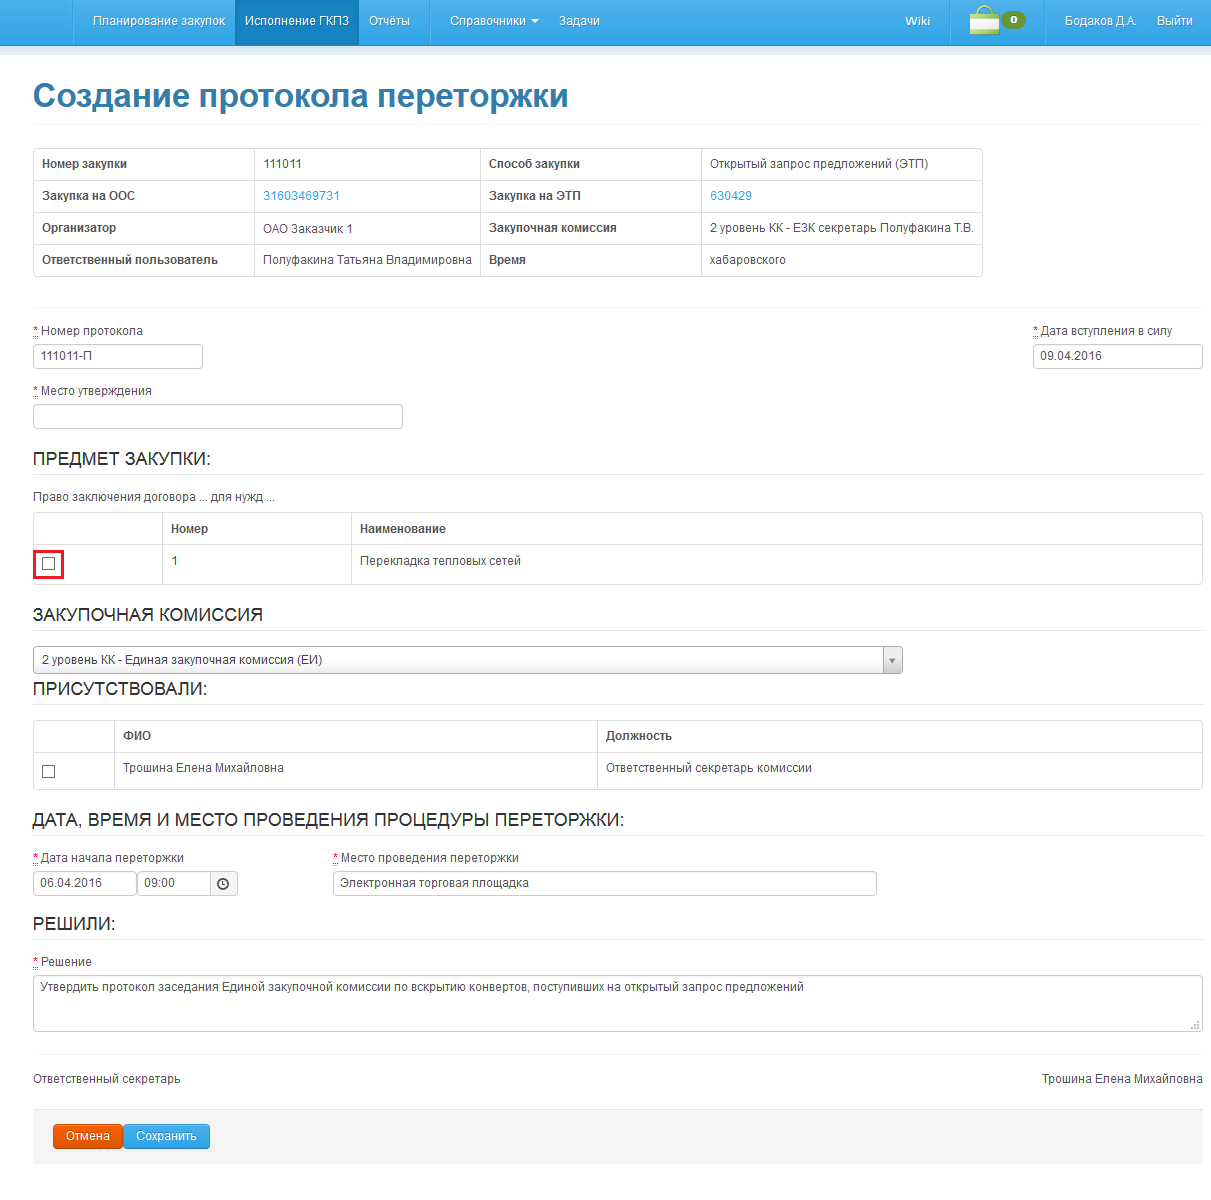 Планирование закупок Исполнение ГКПЗ Отчёты Справочники Задачи Wiki 0 Бодаков Д.А. Выйти
Создание протокола переторжки
Номер закупки 111011 Способ закупки Открытый запрос предложений (ЭТП)
Закупка на ООС 31603469731 Закупка на ЭТП 630429
Организатор ОАО Заказчик 1 Закупочная комиссия 2 уровень КК - ЕЗК секретарь Полуфакина Т.В.
Ответственный пользователь Полуфакина Татьяна Владимировна Время хабаровского
* Номер протокола * Дата вступления в силу
111011-П 09.04.2016
* Место утверждения
ПРЕДМЕТ ЗАКУПКИ:
Право заключения договора ... для нужд ...
Номер Наименование
1 Перекладка тепловых сетей
ЗАКУПОЧНАЯ КОМИССИЯ
2 уровень КК - Единая закупочная комиссия (ЕИ)
ПРИСУТСТВОВАЛИ:
ФИО Должность
Трошина Елена Михайловна Ответственный секретарь комиссии
ДАТА, ВРЕМЯ И МЕСТО ПРОВЕДЕНИЯ ПРОЦЕДУРЫ ПЕРЕТОРЖКИ:
* Дата начала переторжки * Место проведения переторжки
06.04.2016 09:00 Электронная торговая площадка
РЕШИЛИ:
* Решение
Утвердить протокол заседания Единой закупочной комиссии по вскрытию конвертов, поступивших на открытый запрос предложений
Ответственный секретарь Трошина Елена Михайловна
Отмена Сохранить